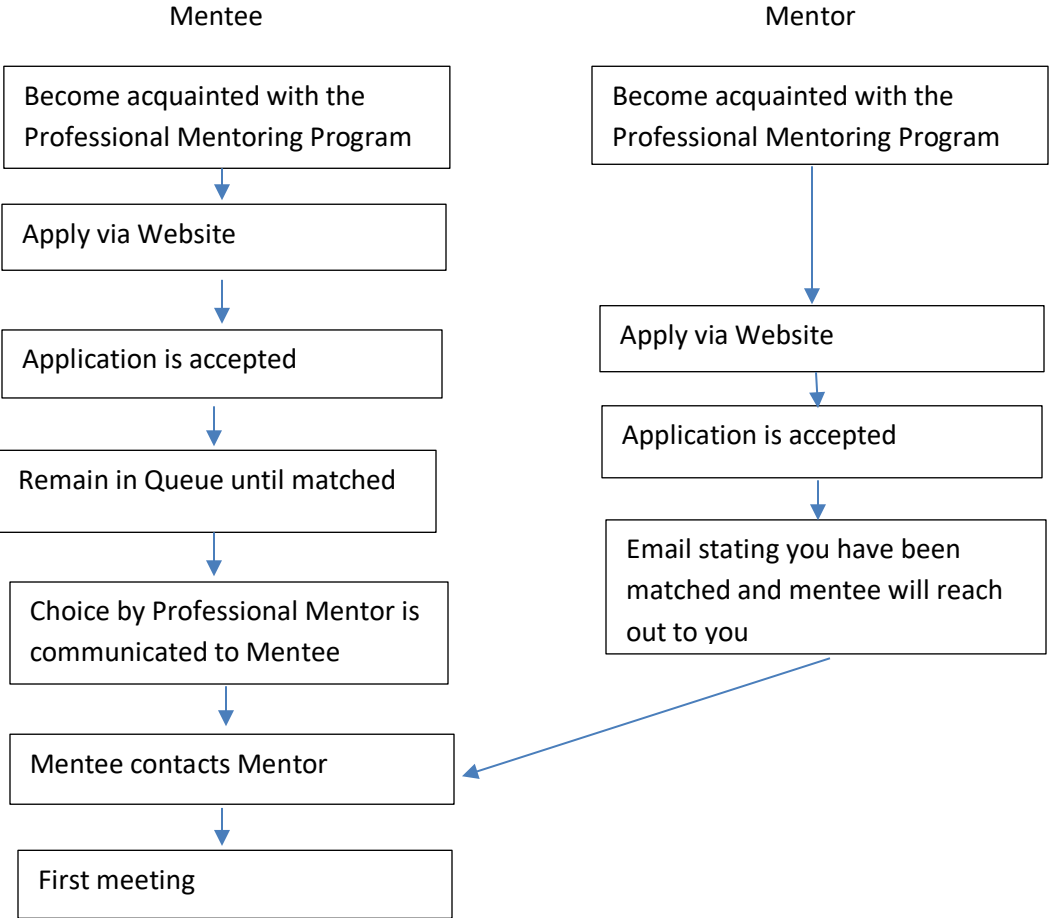 Mentee
Become acquainted with the
Professional Mentoring Program
Apply via Website
Application is accepted
Remain in Queue until matched
Choice by Professional Mentor is
communicated to Mentee
Mentee contacts Mentor
First meeting
Mentor
Become acquainted with the
Professional Mentoring Program
Apply via Website
Application is accepted
Email stating you have been
matched and mentee will reach
out to you